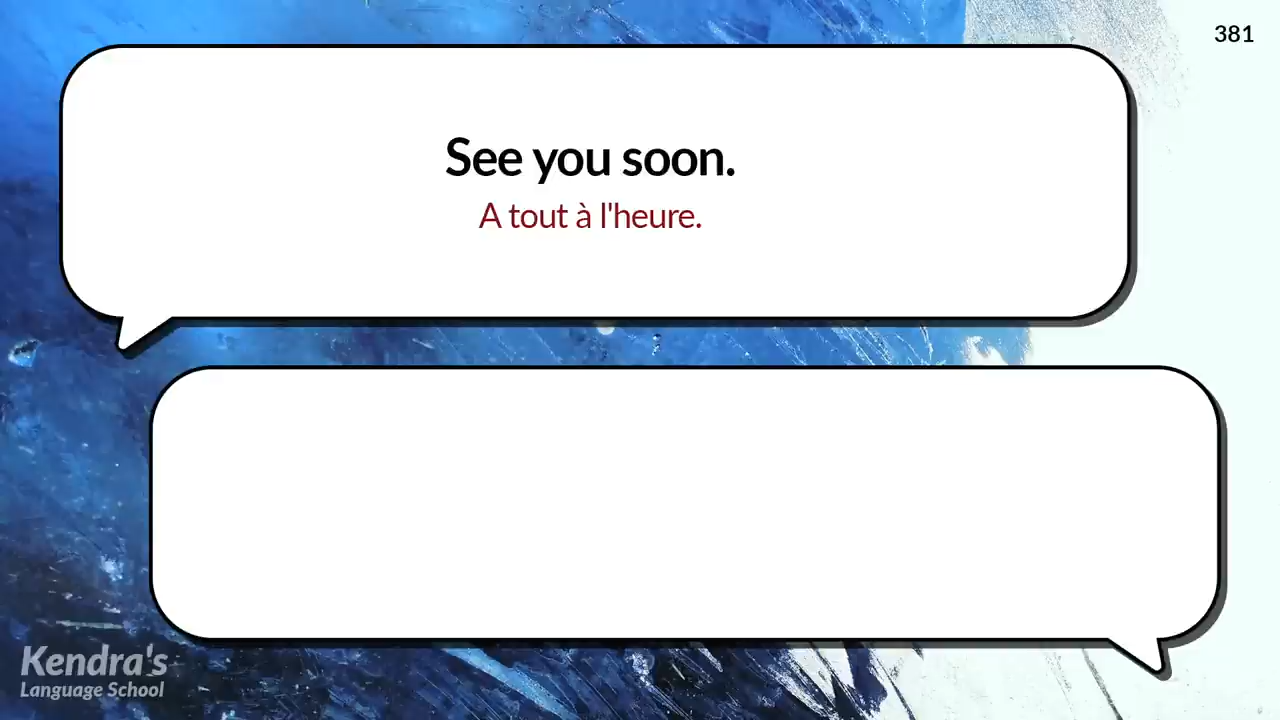 381
See you soon.
A tout à l'heure.
Kendra's
Language School